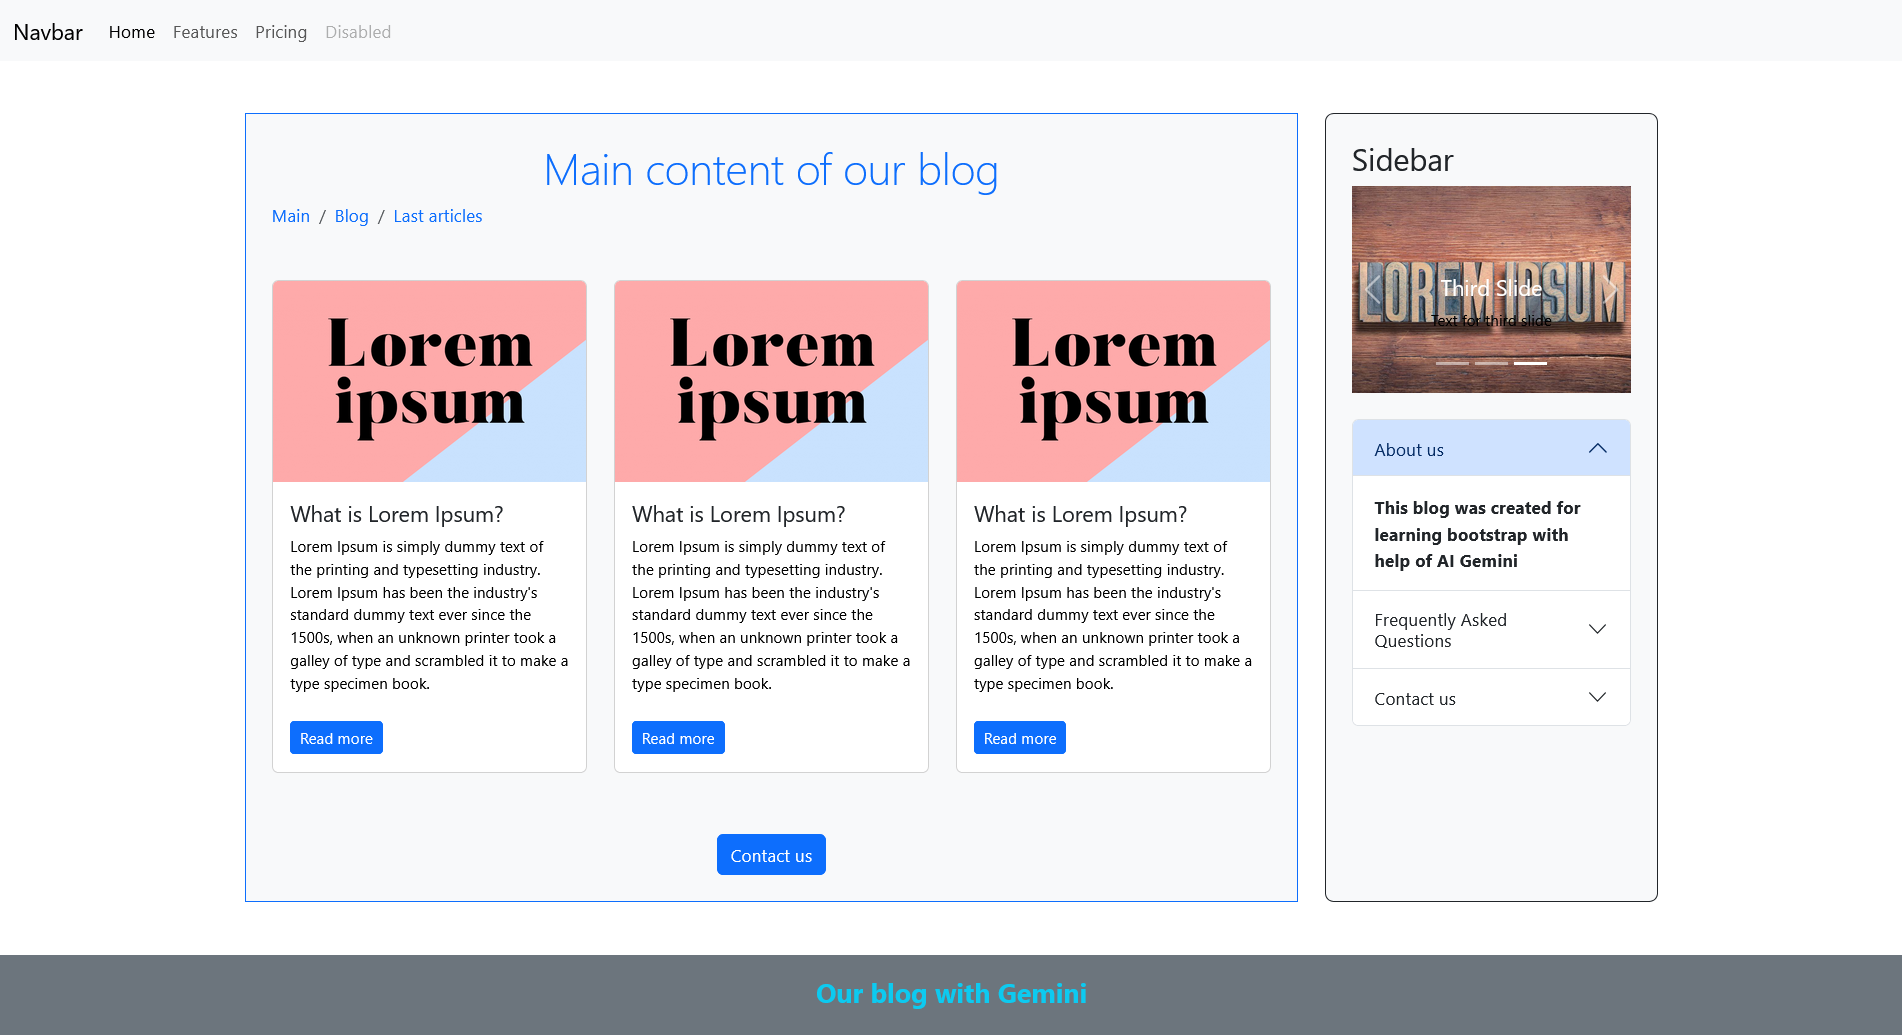 Navbar Home Features Pricing Disabled
Main content of our blog
Main / Blog / Last articles
Lorem
ipsum
What is Lorem Ipsum?
Lorem Ipsum is simply dummy text of
the printing and typesetting industry.
Lorem Ipsum has been the industry's
standard dummy text ever since the
1500s, when an unknown printer took a
galley of type and scrambled it to make a
type specimen book.
Read more
Lorem
ipsum
What is Lorem Ipsum?
Lorem Ipsum is simply dummy text of
the printing and typesetting industry.
Lorem Ipsum has been the industry's
standard dummy text ever since the
1500s, when an unknown printer took a
galley of type and scrambled it to make a
type specimen book.
Read more
Lorem
ipsum
What is Lorem Ipsum?
Lorem Ipsum is simply dummy text of
the printing and typesetting industry.
Lorem Ipsum has been the industry's
standard dummy text ever since the
1500s, when an unknown printer took a
galley of type and scrambled it to make a
type specimen book.
Read more
Contact us
Sidebar
LOREM IPSUM
Third Slide
Text for third slide
About us
This blog was created for
learning bootstrap with
help of AI Gemini
Frequently Asked
Questions
Contact us
Our blog with Gemini